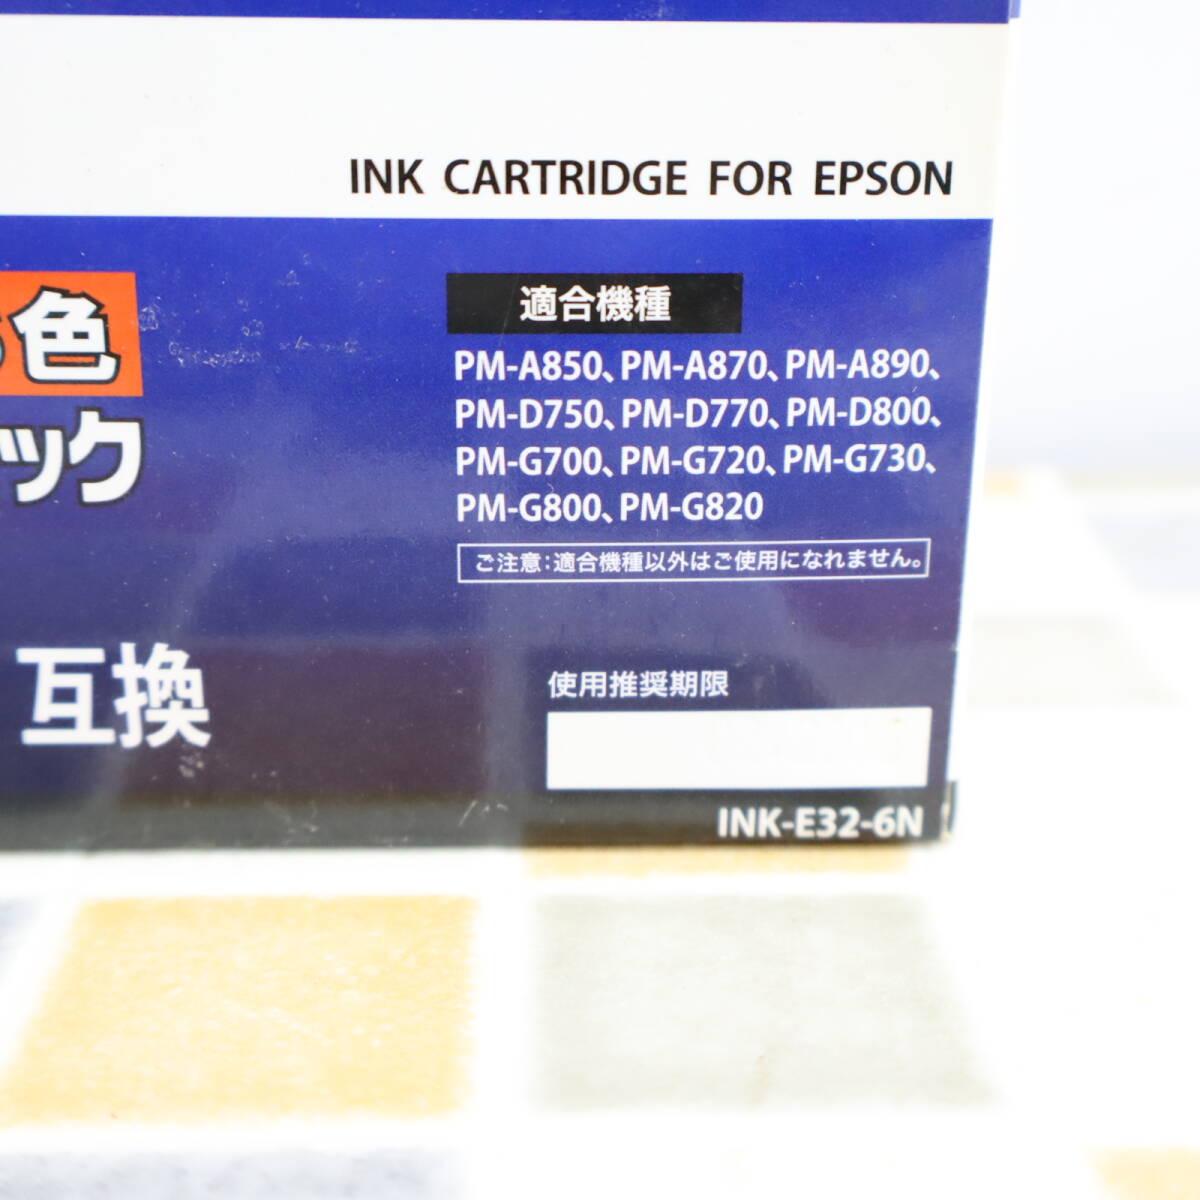 INK CARTRIDGE FOR EPSON
色
ック
適合機種
PM-A850、PM-A870、PM-A890、
PM-D750、PM-D770、PM-D800、
PM-G700、PM-G720、PM-G730、
PM-G800、PM-G820
ご注意:適合機種以外はご使用になれません。
互換
使用推奨期限
INK-E32-6N